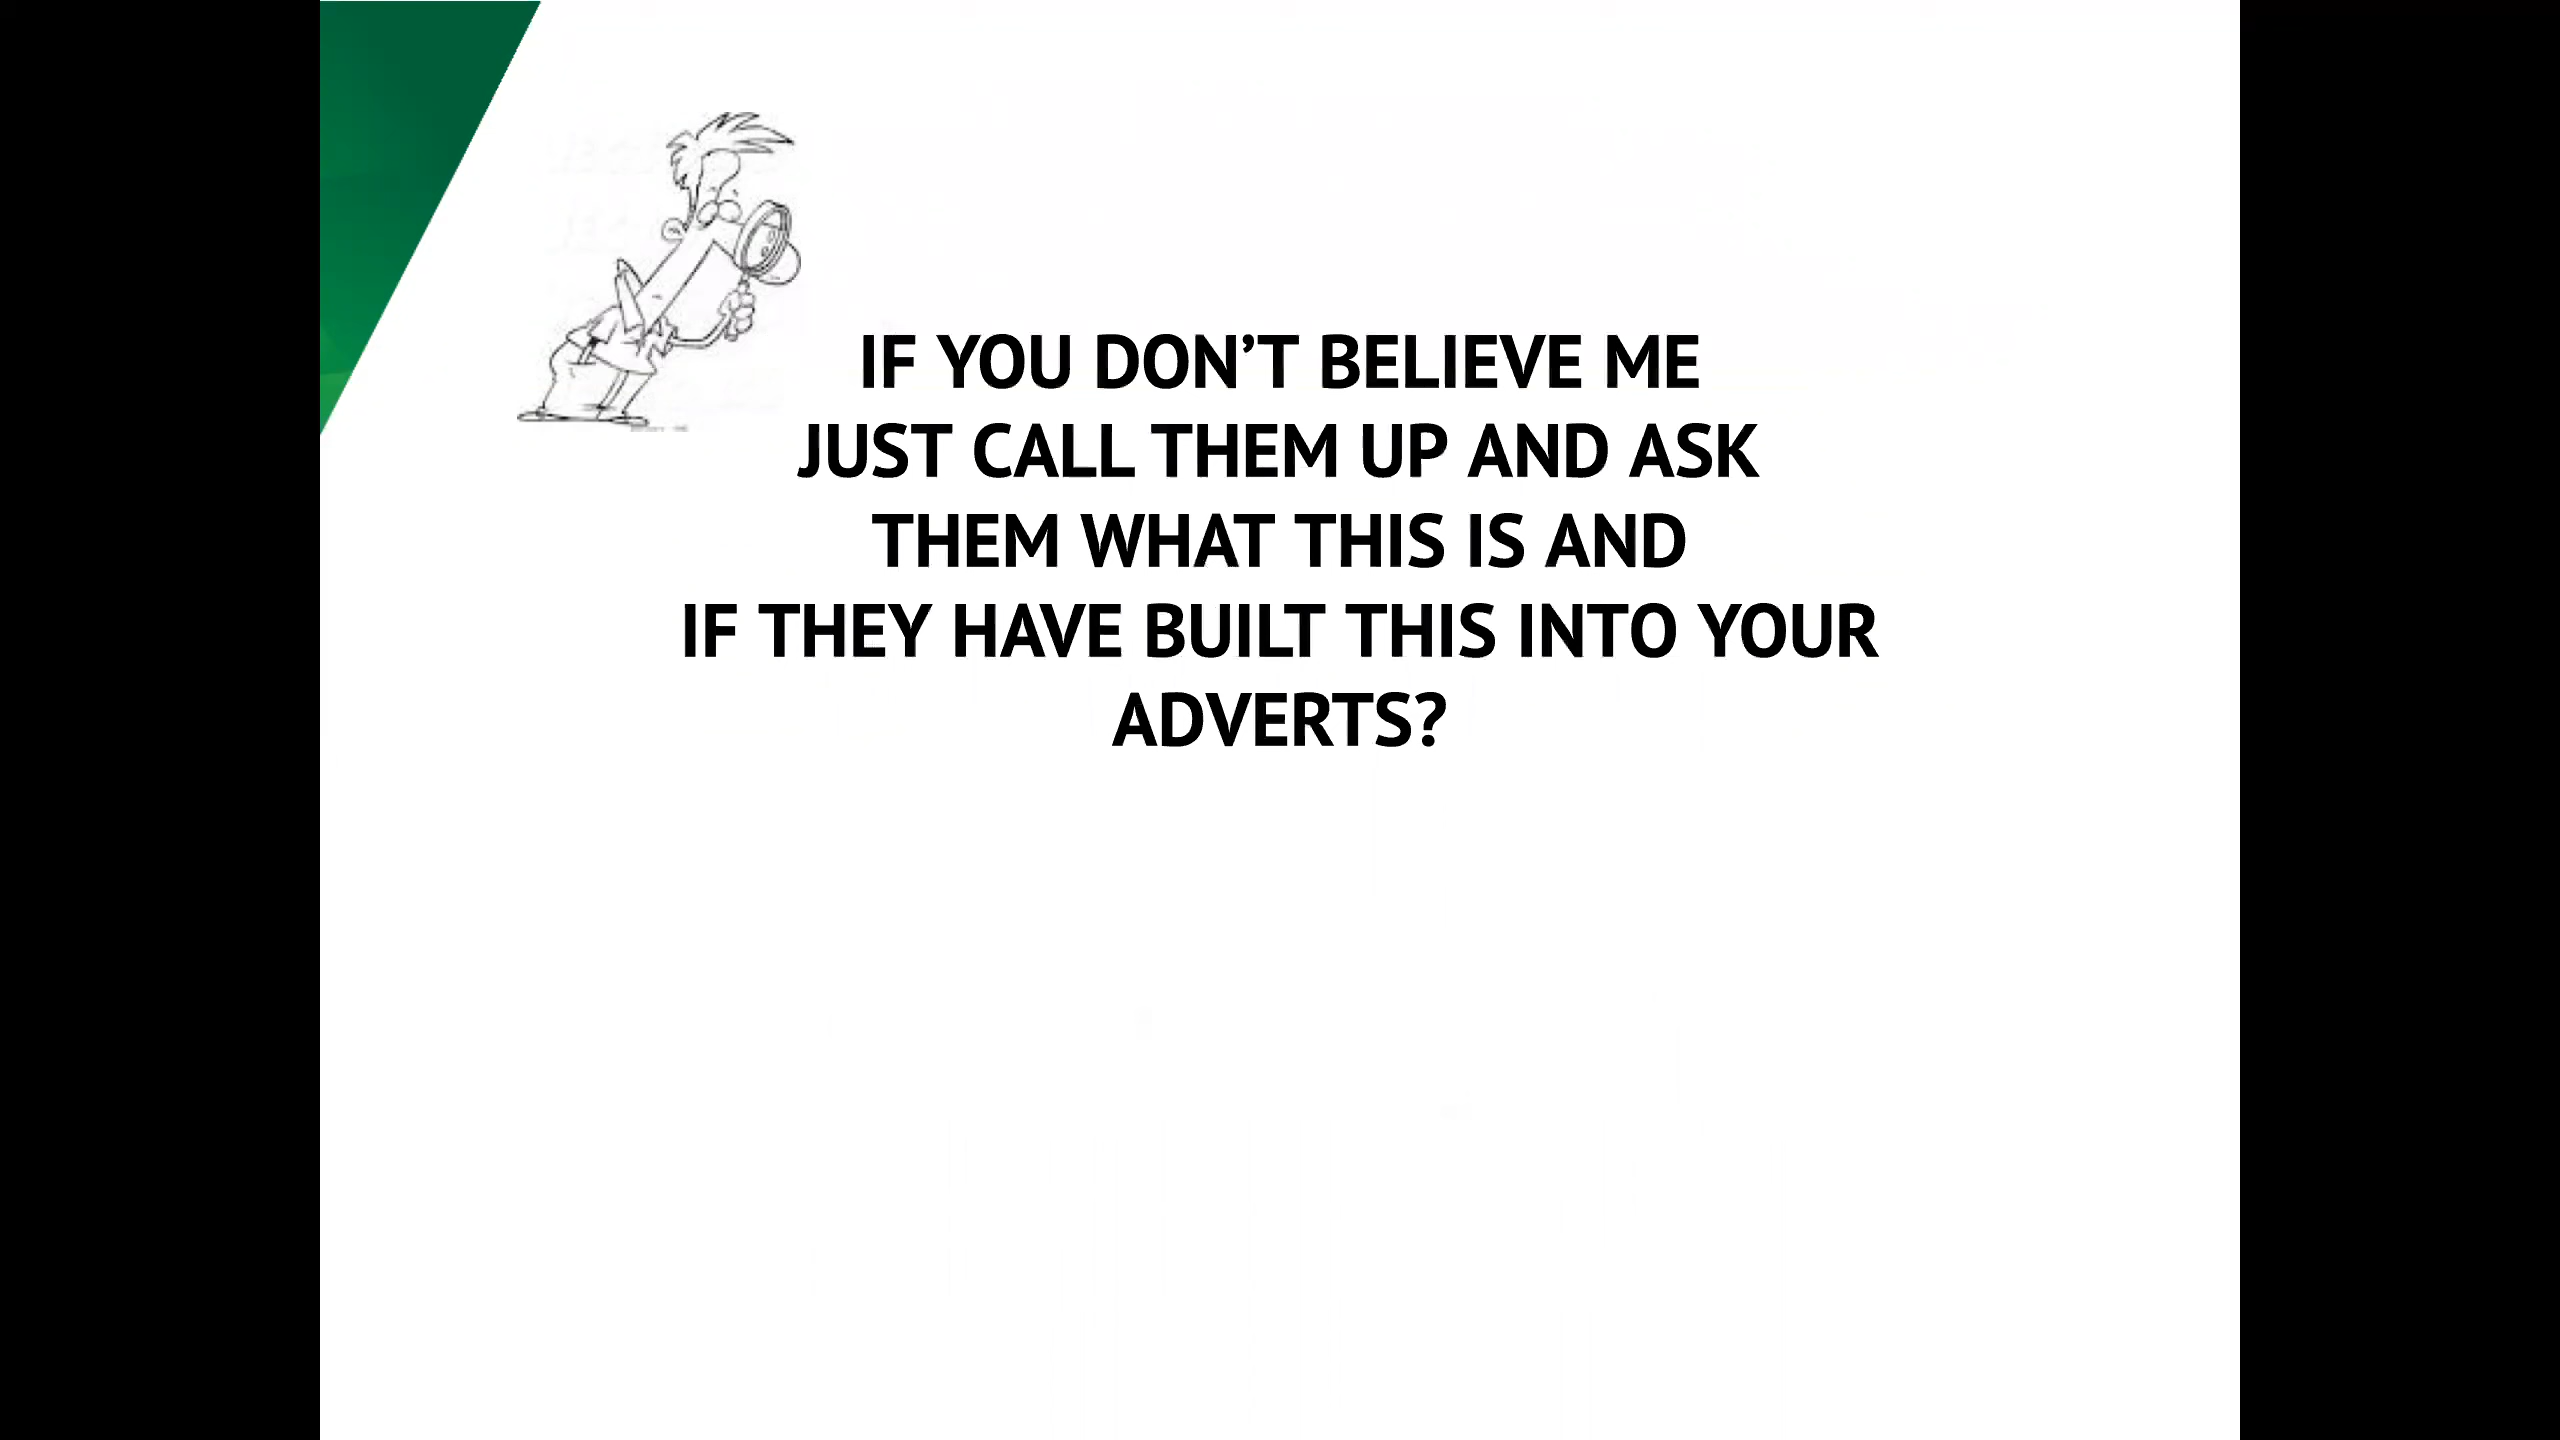 IF YOU DON’T BELIEVE ME
JUST CALL THEM UP AND ASK
THEM WHAT THIS IS AND
IF THEY HAVE BUILT THIS INTO YOUR
ADVERTS?